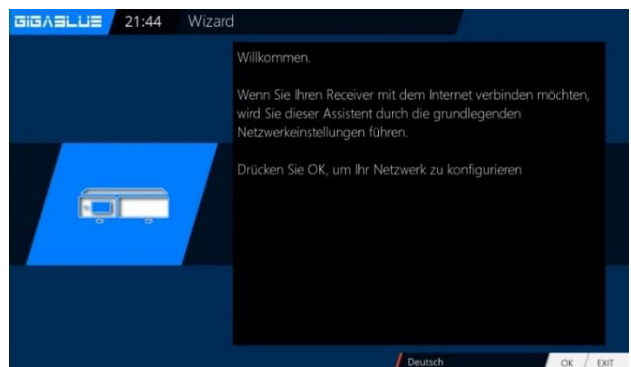 GIGABLUE 21:44 Wizard
Willkommen.
Wenn Sie Ihren Receiver mit dem Internet verbinden möchten,
wird Sie dieser Assistent durch die grundlegenden
Netzwerkeinstellungen führen.
Drücken Sie OK, um Ihr Netzwerk zu konfigurieren
Deutsch OK EXIT